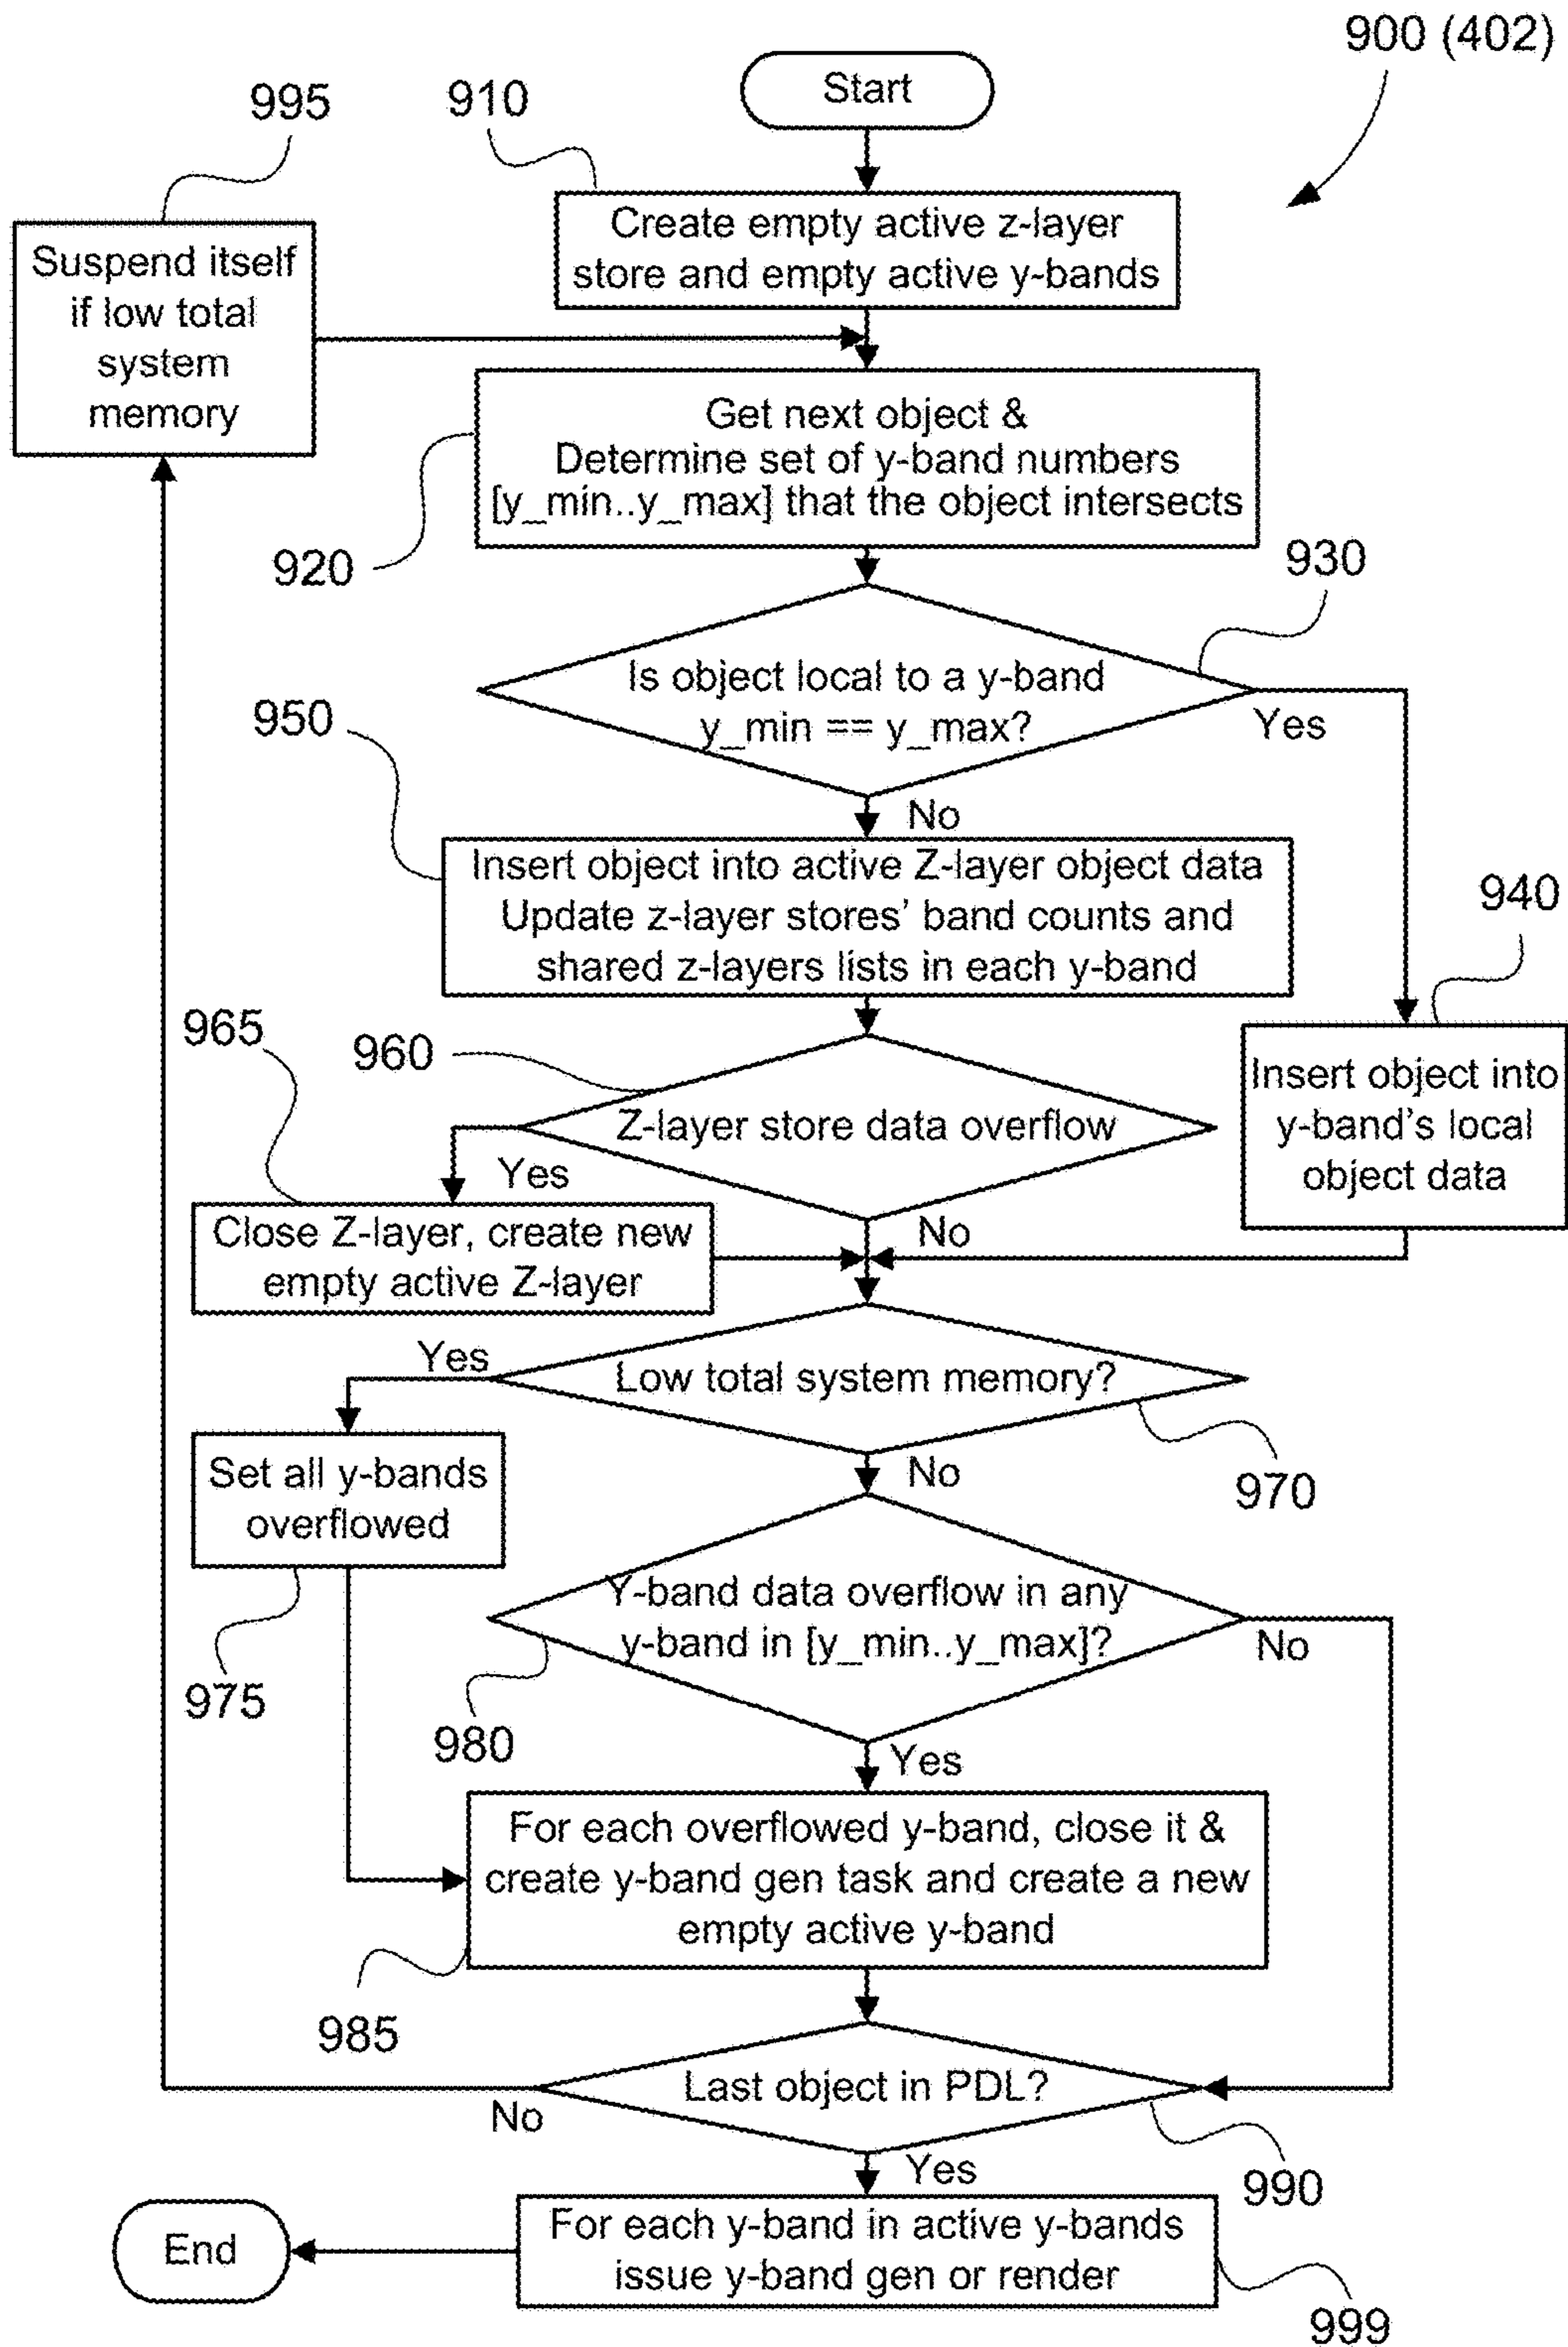 900 (402)
Start
995
910
Create empty active z-layer
store and empty active y-bands
Suspend itself
if low total
system
memory
Get next object &
Determine set of y-band numbers
[y_min..y_max] that the object intersects
920
930
Is object local to a y-band
y_min == y_max?
Yes
950
No
Insert object into active Z-layer object data
Update z-layer stores' band counts and
shared z-layers lists in each y-band
940
965
960
Insert object into
y-band's local
object data
Z-layer store data overflow
Yes
No
Close Z-layer, create new
empty active Z-layer
Yes
Low total system memory?
970
No
Set all y-bands
overflowed
975
Y-band data overflow in any
y-band in [y_min..y_max]?
No
980
Yes
For each overflowed y-band, close it &
create y-band gen task and create a new
empty active y-band
985
Last object in PDL?
No
990
Yes
For each y-band in active y-bands
issue y-band gen or render
End
999